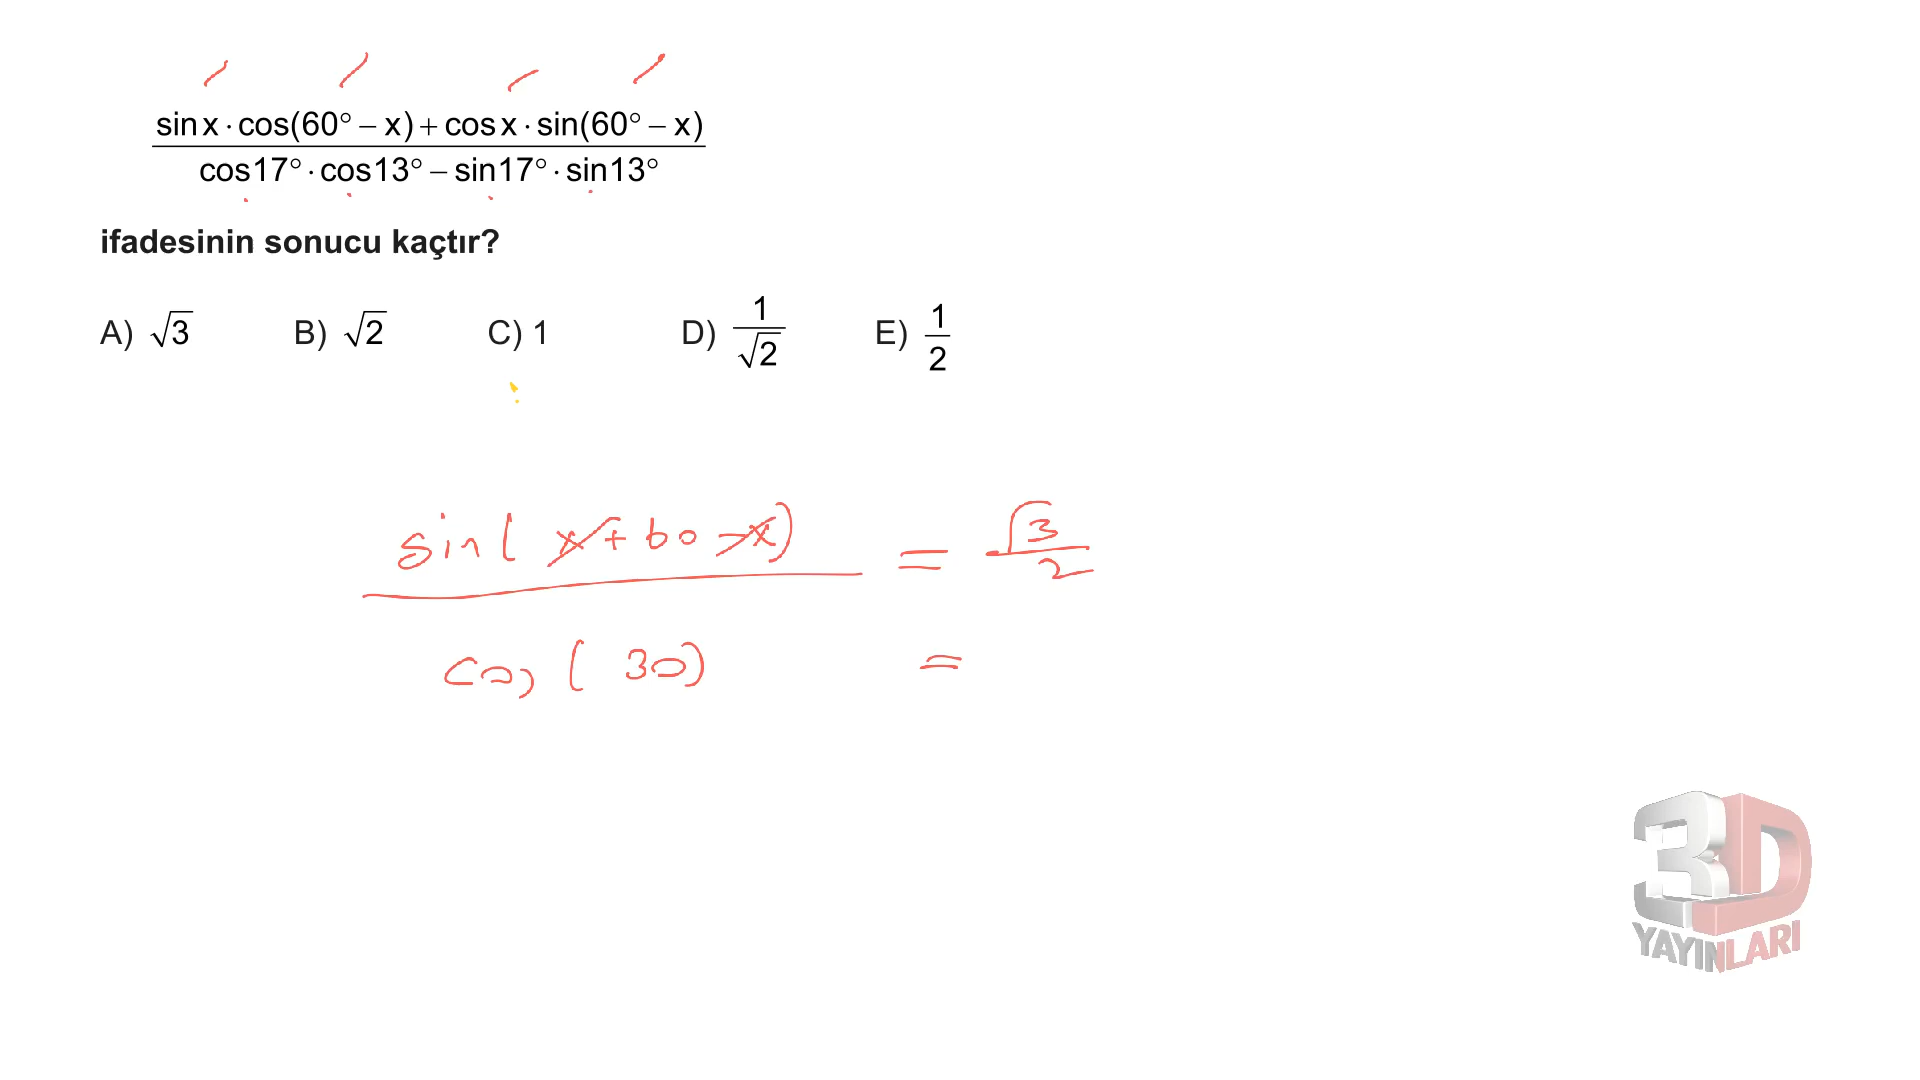 sin x · cos(60° – x) + cos x · sin(60° – x)
cos17° · cos13° – sin17° · sin13°
ifadesinin sonucu kaçtır?
A) √3 B) √2 C) 1 D) 1/√2 E) 1/2
sin( x + 60 - x) = √3/2
cos( 30) =
3D
YAYINLARI